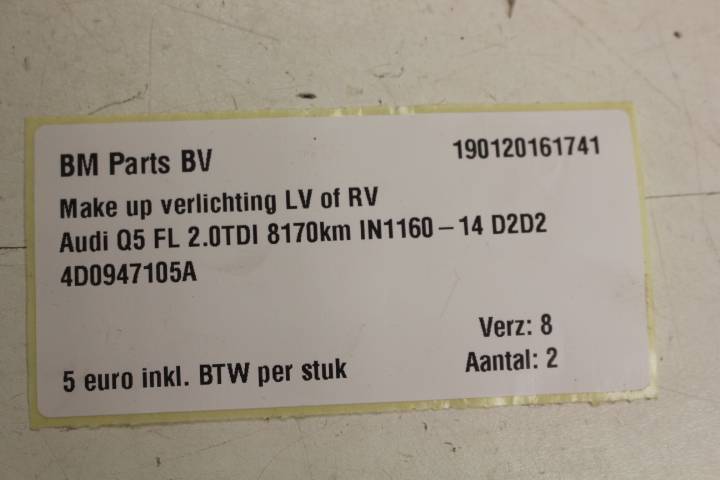 BM Parts BV 190120161741
Make up verlichting LV of RV
Audi Q5 FL 2.0TDI 8170km IN1160-14 D2D2
4D0947105A
Verz: 8
5 euro inkl. BTW per stuk Aantal: 2